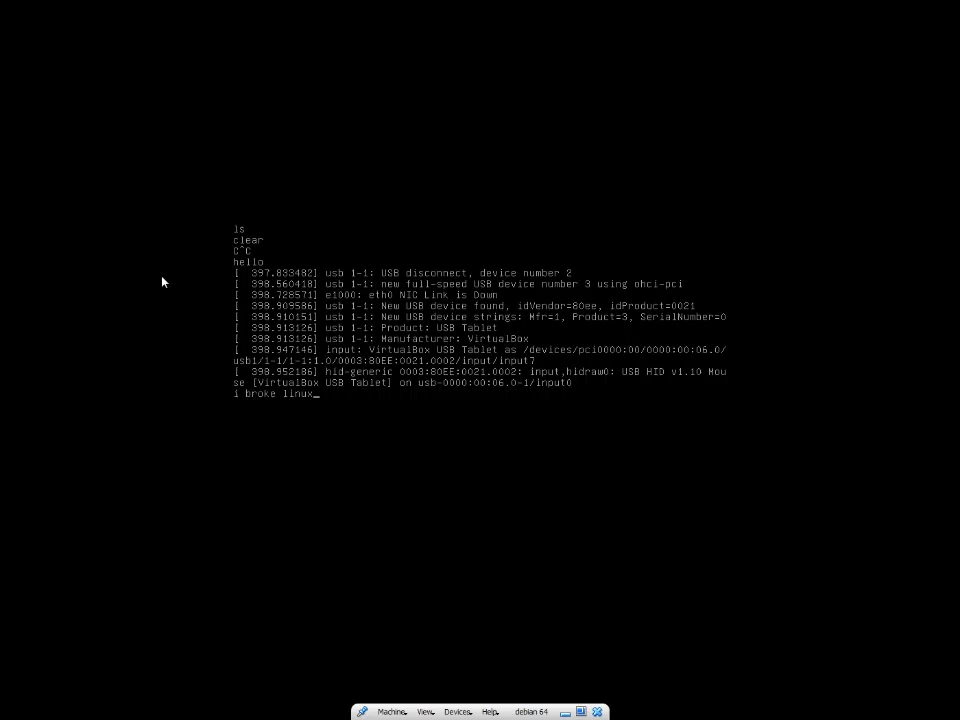 ls
clear
C^C
hello
[  397.833482] usb 1-1: USB disconnect, device number 2
[  398.560418] usb 1-1: new full-speed USB device number 3 using ohci-pci
[  398.728571] e1000: eth0 NIC Link is Down
[  398.909586] usb 1-1: New USB device found, idVendor=80ee, idProduct=0021
[  398.910151] usb 1-1: New USB device strings: Mfr=1, Product=3, SerialNumber=0
[  398.913126] usb 1-1: Product: USB Tablet
[  398.913126] usb 1-1: Manufacturer: VirtualBox
[  398.947146] input: VirtualBox USB Tablet as /devices/pci0000:00/0000:00:06.0/
usb1/1-1/1-1:1.0/0003:80EE:0021.0002/input/input7
[  398.952186] hid-generic 0003:80EE:0021.0002: input,hidraw0: USB HID v1.10 Mou
se [VirtualBox USB Tablet] on usb-0000:00:06.0-1/input0
i broke linux_
Machine View Devices Help debian 64